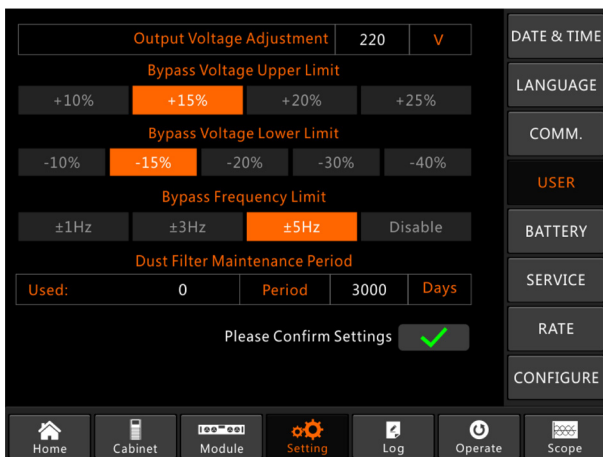 Output Voltage Adjustment 220 V
Bypass Voltage Upper Limit
+10% +15% +20% +25%
Bypass Voltage Lower Limit
-10% -15% -20% -30% -40%
Bypass Frequency Limit
±1Hz ±3Hz ±5Hz Disable
Dust Filter Maintenance Period
Used: 0 Period 3000 Days
Please Confirm Settings
DATE & TIME
LANGUAGE
COMM.
USER
BATTERY
SERVICE
RATE
CONFIGURE
Home Cabinet Module Setting Log Operate Scope